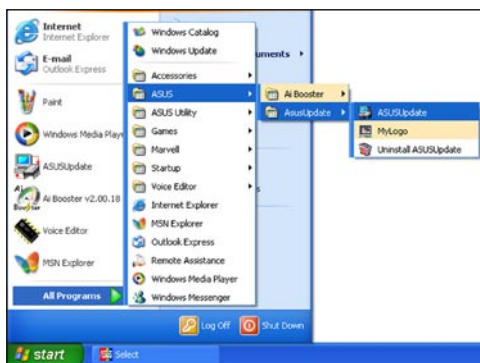 Internet
Internet Explorer
E-mail
Outlook Express
Paint
Windows Media Play
ASUSUpdate
Ai Booster v2.00.18
Voice Editor
MSN Explorer
All Programs
Windows Catalog
Windows Update
Accessories
ASUS
ASUS Utility
Games
Marvell
Startup
Voice Editor
Internet Explorer
MSN Explorer
Outlook Express
Remote Assistance
Windows Media Player
Windows Messenger
uments
s
Ai Booster
AsusUpdate
ASUSUpdate
MyLogo
Uninstall ASUSUpdate
Log Off
Shut Down
start
Select